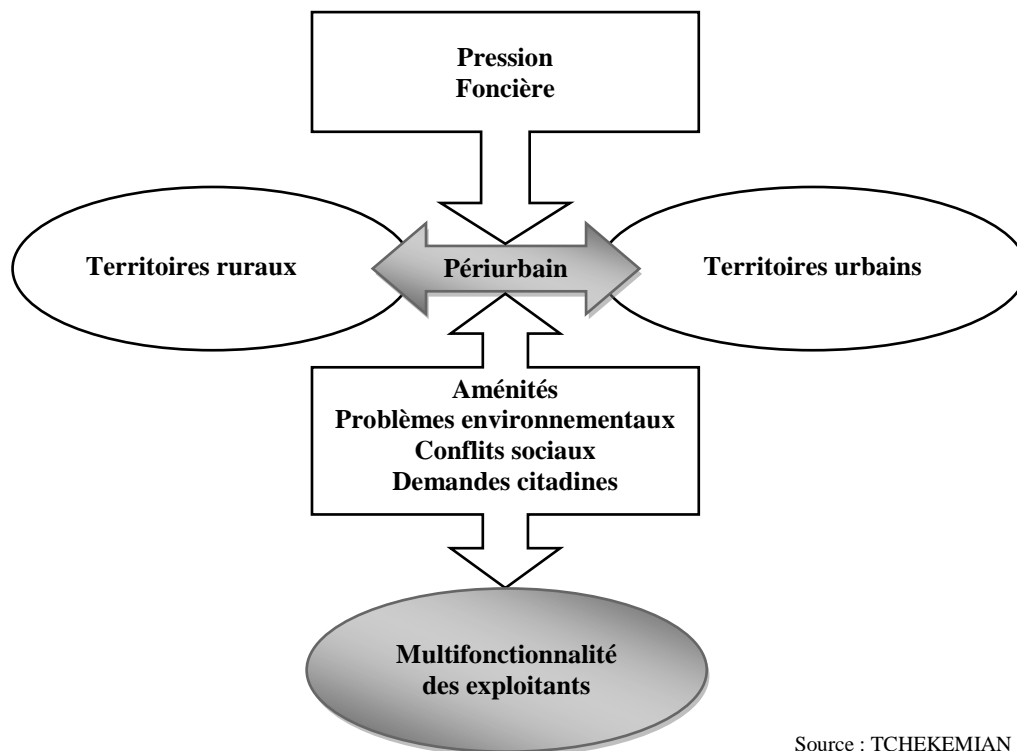 Pression
Foncière
Territoires ruraux
Périurbain
Territoires urbains
Aménités
Problèmes environnementaux
Conflits sociaux
Demandes citadines
Multifonctionnalité
des exploitants
Source : TCHEKEMIAN